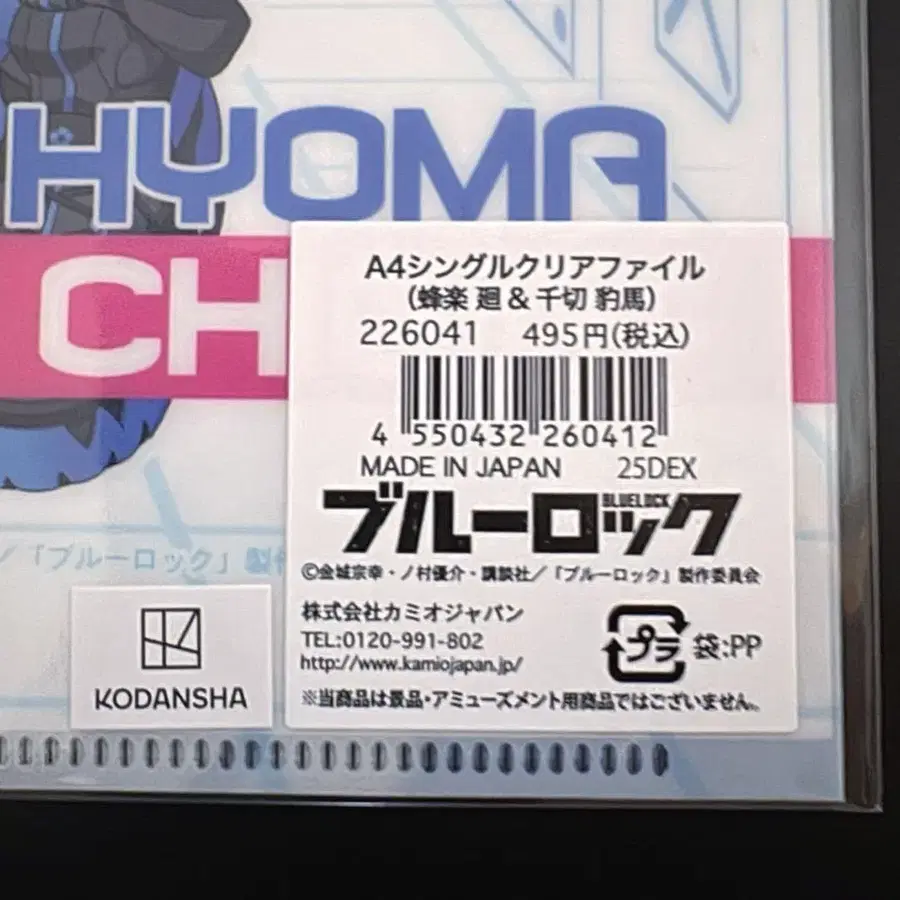 HYOMA
CH
A4シングルクリアファイル
(蜂楽 廻 & 千切 豹馬)
226041 495円(税込)
4 550432 260412
MADE IN JAPAN 25DEX
ブルーロック
BLUELOCK
©金城宗幸・ノ村優介・講談社/「ブルーロック」製作委員会
/「ブルーロック」製作
株式会社カミオジャパン
TEL:0120-991-802
http://www.kamiojapan.jp/
プラ 袋:PP
※当商品は景品・アミューズメント用商品ではございません。
KODANSHA